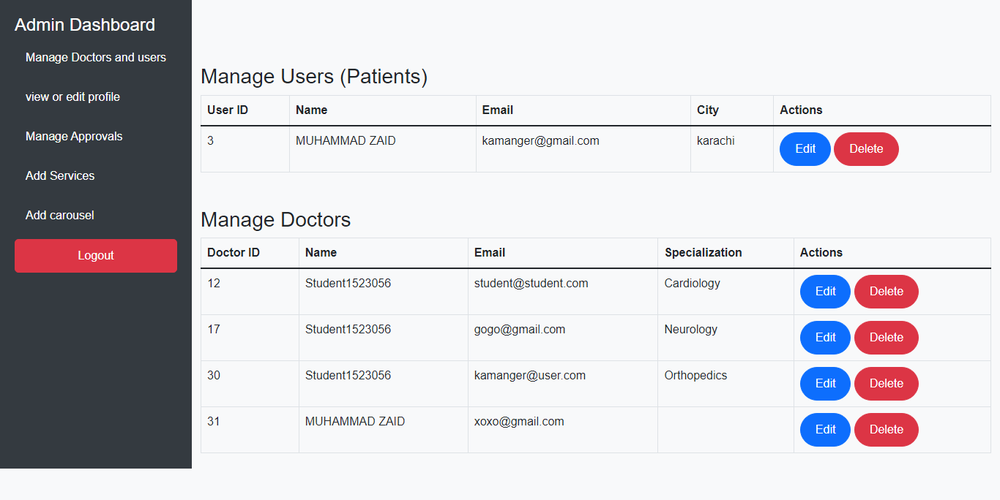 Admin Dashboard
Manage Doctors and users
view or edit profile
Manage Approvals
Add Services
Add carousel
Logout
Manage Users (Patients)
User ID Name Email City Actions
3 MUHAMMAD ZAID kamanger@gmail.com karachi Edit Delete
Manage Doctors
Doctor ID Name Email Specialization Actions
12 Student1523056 student@student.com Cardiology Edit Delete
17 Student1523056 gogo@gmail.com Neurology Edit Delete
30 Student1523056 kamanger@user.com Orthopedics Edit Delete
31 MUHAMMAD ZAID xoxo@gmail.com Edit Delete